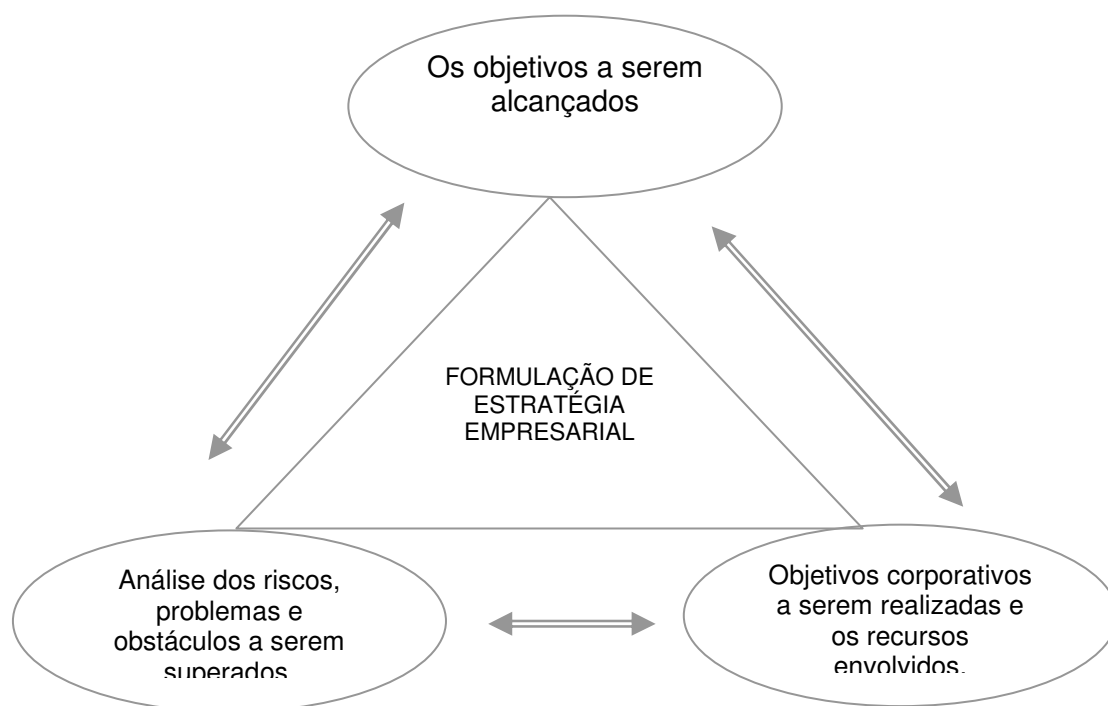 Os objetivos a serem
alcançados
FORMULAÇÃO DE
ESTRATÉGIA
EMPRESARIAL
Análise dos riscos,
problemas e
obstáculos a serem
superados
Objetivos corporativos
a serem realizadas e
os recursos
envolvidos.